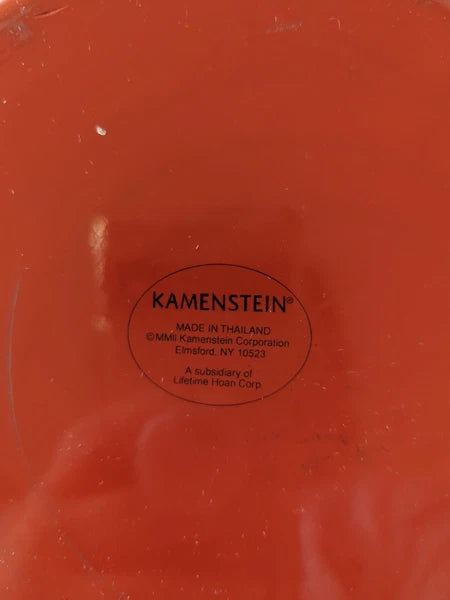 KAMENSTEIN®
MADE IN THAILAND
©MMII Kamenstein Corporation
Elmsford, NY 10523
A subsidiary of
Lifetime Hoan Corp.